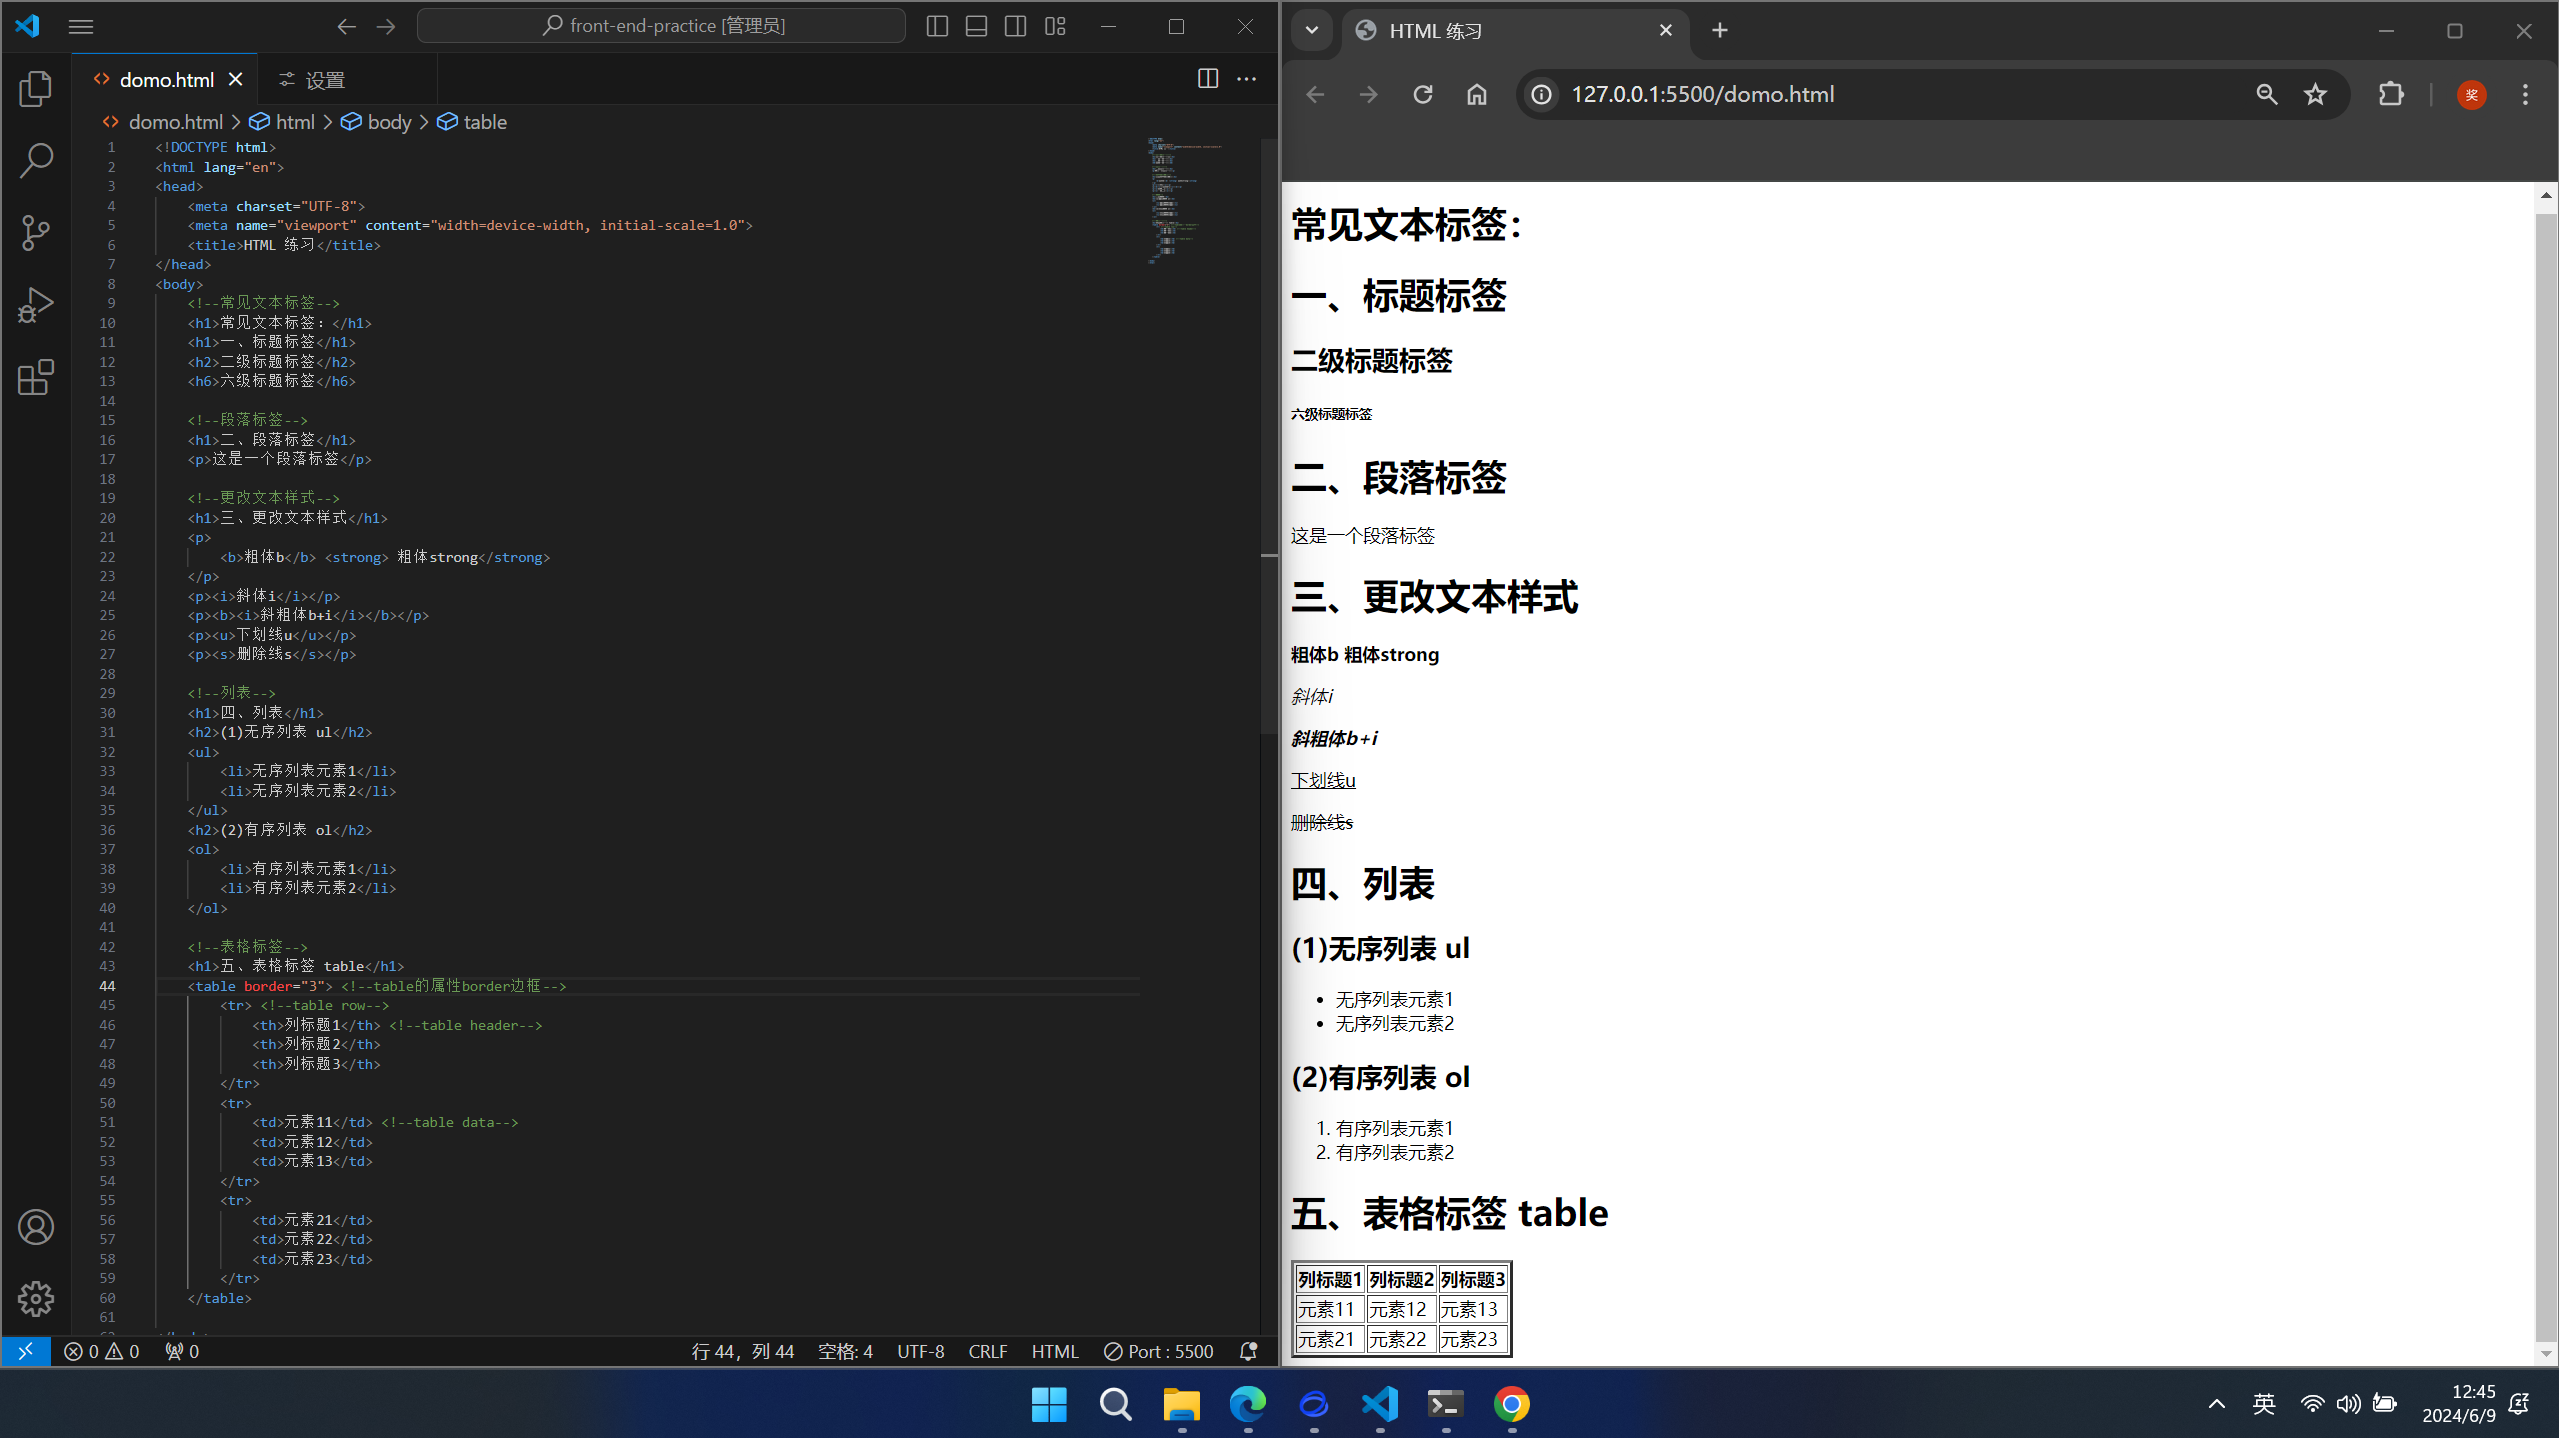 front-end-practice [管理员]
domo.html
设置
domo.html > html > body > table
1 <!DOCTYPE html>
2 <html lang="en">
3 <head>
4 <meta charset="UTF-8">
5 <meta name="viewport" content="width=device-width, initial-scale=1.0">
6 <title>HTML 练习</title>
7 </head>
8 <body>
9 <!--常见文本标签-->
10 <h1>常见文本标签：</h1>
11 <h1>一、标题标签</h1>
12 <h2>二级标题标签</h2>
13 <h6>六级标题标签</h6>
14
15 <!--段落标签-->
16 <h1>二、段落标签</h1>
17 <p>这是一个段落标签</p>
18
19 <!--更改文本样式-->
20 <h1>三、更改文本样式</h1>
21 <p>
22 <b>粗体b</b> <strong> 粗体strong</strong>
23 </p>
24 <p><i>斜体i</i></p>
25 <p><b><i>斜粗体b+i</i></b></p>
26 <p><u>下划线u</u></p>
27 <p><s>删除线s</s></p>
28
29 <!--列表-->
30 <h1>四、列表</h1>
31 <h2>(1)无序列表 ul</h2>
32 <ul>
33 <li>无序列表元素1</li>
34 <li>无序列表元素2</li>
35 </ul>
36 <h2>(2)有序列表 ol</h2>
37 <ol>
38 <li>有序列表元素1</li>
39 <li>有序列表元素2</li>
40 </ol>
41
42 <!--表格标签-->
43 <h1>五、表格标签 table</h1>
44 <table border="3"> <!--table的属性border边框-->
45 <tr> <!--table row-->
46 <th>列标题1</th> <!--table header-->
47 <th>列标题2</th>
48 <th>列标题3</th>
49 </tr>
50 <tr>
51 <td>元素11</td> <!--table data-->
52 <td>元素12</td>
53 <td>元素13</td>
54 </tr>
55 <tr>
56 <td>元素21</td>
57 <td>元素22</td>
58 <td>元素23</td>
59 </tr>
60 </table>
61
0 0 0 行 44，列 44 空格: 4 UTF-8 CRLF HTML Port : 5500
HTML 练习
127.0.0.1:5500/domo.html
奖
常见文本标签：
一、标题标签
二级标题标签
六级标题标签
二、段落标签
这是一个段落标签
三、更改文本样式
粗体b 粗体strong
斜体i
斜粗体b+i
下划线u
删除线s
四、列表
(1)无序列表 ul
• 无序列表元素1
• 无序列表元素2
(2)有序列表 ol
1. 有序列表元素1
2. 有序列表元素2
五、表格标签 table
列标题1 列标题2 列标题3
元素11 元素12 元素13
元素21 元素22 元素23
英
12:45
2024/6/9